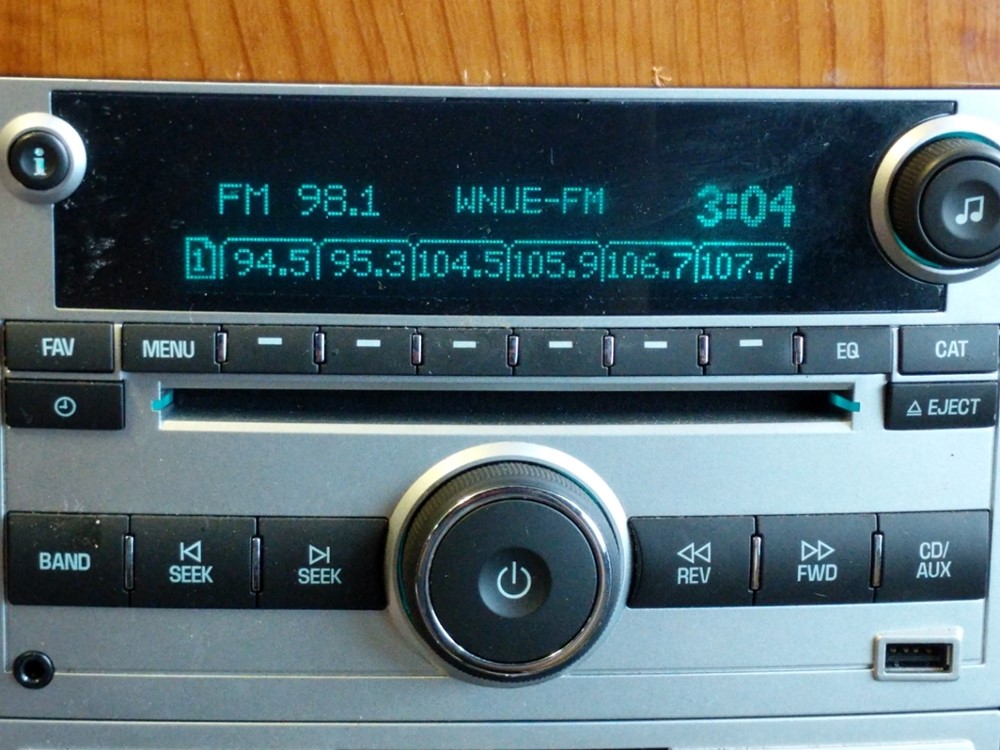 i
FM 98.1 WNUE-FM 3:04
1 94.5 95.3 104.5 105.9 106.7 107.7
FAV MENU EQ CAT
EJECT
BAND SEEK SEEK REV FWD CD/
AUX